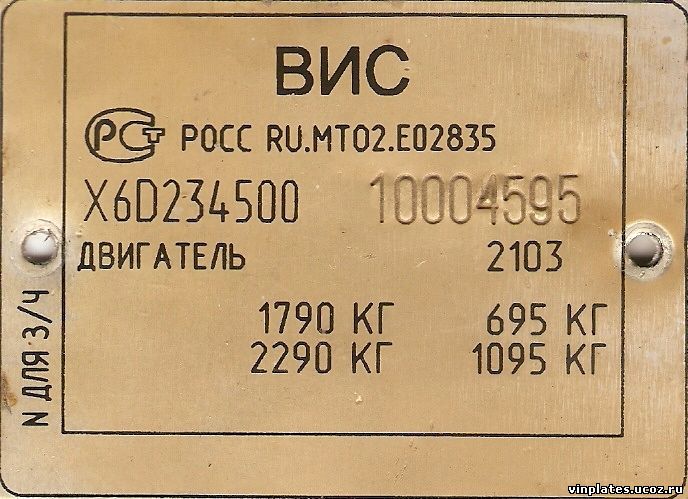 ВИС
РСТ РОСС RU.МТ02.Е02835
X6D234500 10004595
ДВИГАТЕЛЬ 2103
1790 КГ 695 КГ
2290 КГ 1095 КГ
N ДЛЯ З/Ч
vinplates.ucoz.ru